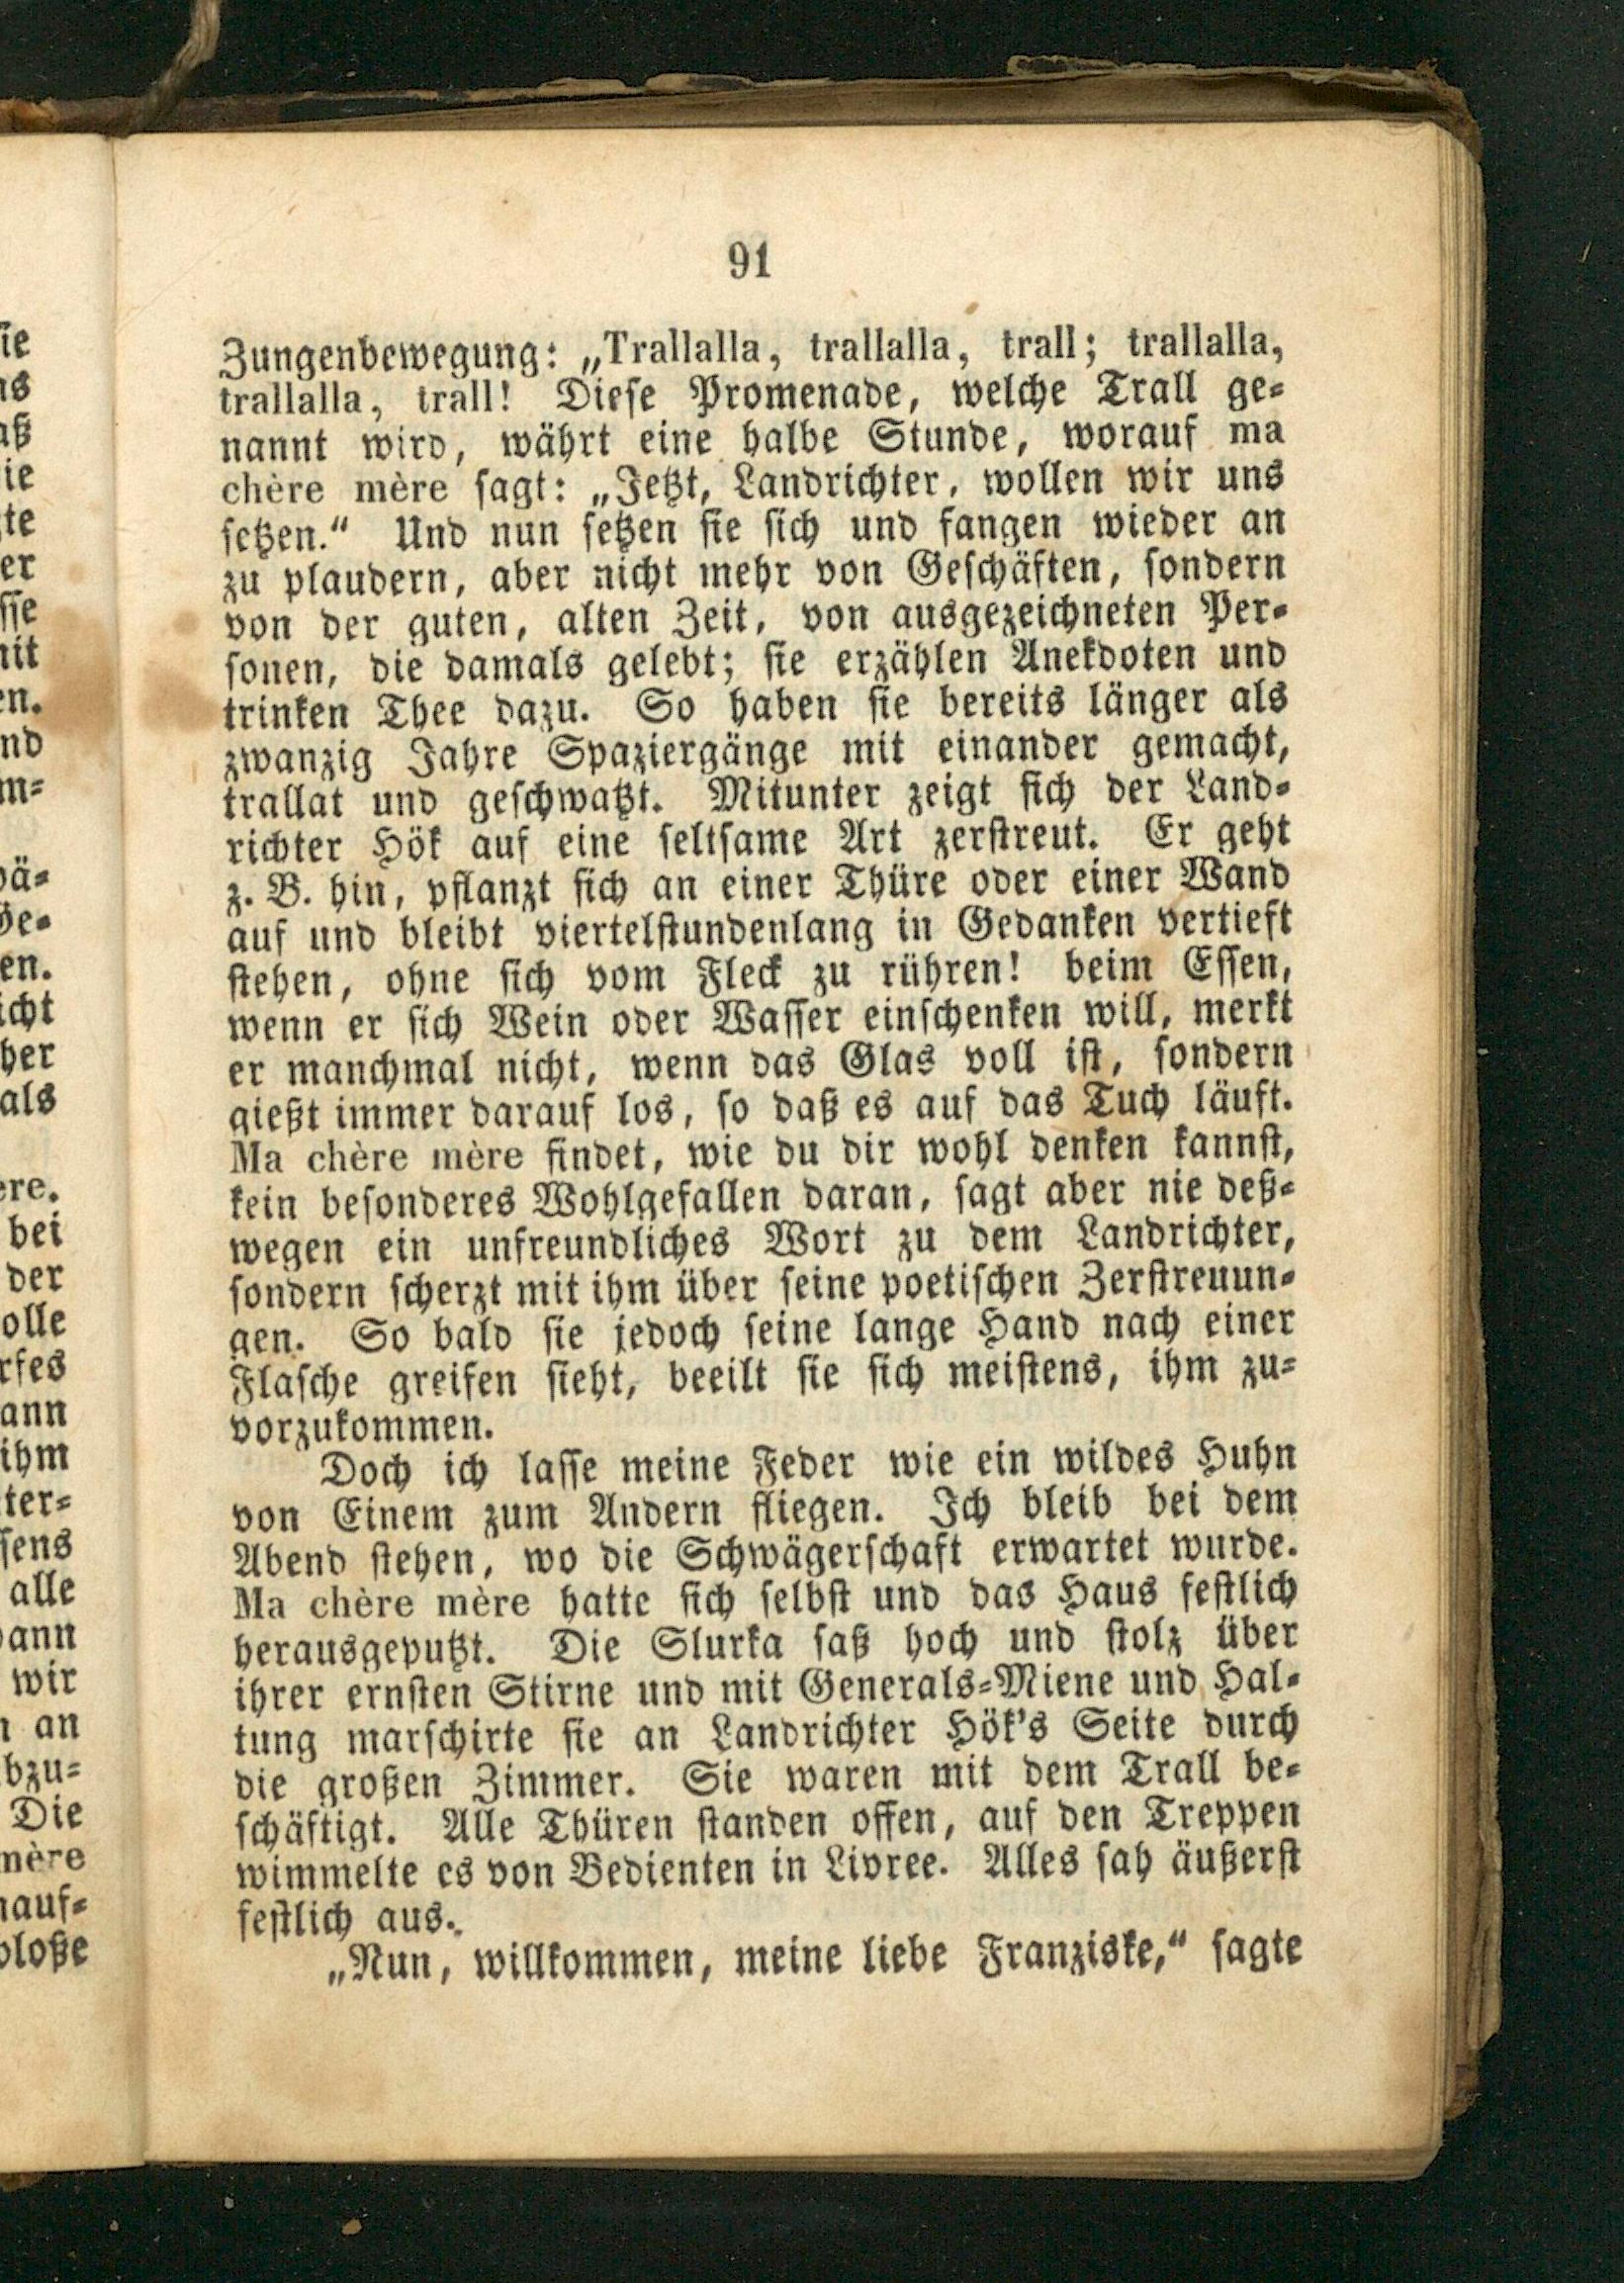 91
Zungenbewegung: „Trallalla, trallalla, trall; trallalla,
trallalla, trall! Diese Promenade, welche Trall ge-
nannt wird, währt eine halbe Stunde, worauf ma
chère mère sagt: „Jetzt, Landrichter, wollen wir uns
setzen.“ Und nun setzen sie sich und fangen wieder an
zu plaudern, aber nicht mehr von Geschäften, sondern
von der guten, alten Zeit, von ausgezeichneten Per-
sonen, die damals gelebt; sie erzählen Anekdoten und
trinken Thee dazu. So haben sie bereits länger als
zwanzig Jahre Spaziergänge mit einander gemacht,
trallat und geschwatzt. Mitunter zeigt sich der Land-
richter Hök auf eine seltsame Art zerstreut. Er geht
z. B. hin, pflanzt sich an einer Thüre oder einer Wand
auf und bleibt viertelstundenlang in Gedanken vertieft
stehen, ohne sich vom Fleck zu rühren! beim Essen,
wenn er sich Wein oder Wasser einschenken will, merkt
er manchmal nicht, wenn das Glas voll ist, sondern
gießt immer darauf los, so daß es auf das Tuch läuft.
Ma chère mère findet, wie du dir wohl denken kannst,
kein besonderes Wohlgefallen daran, sagt aber nie deß-
wegen ein unfreundliches Wort zu dem Landrichter,
sondern scherzt mit ihm über seine poetischen Zerstreuun-
gen. So bald sie jedoch seine lange Hand nach einer
Flasche greifen sieht, beeilt sie sich meistens, ihm zu-
vorzukommen.
Doch ich lasse meine Feder wie ein wildes Huhn
von Einem zum Andern fliegen. Ich bleib bei dem
Abend stehen, wo die Schwägerschaft erwartet wurde.
Ma chère mère hatte sich selbst und das Haus festlich
herausgeputzt. Die Slurka saß hoch und stolz über
ihrer ernsten Stirne und mit Generals-Miene und Hal-
tung marschirte sie an Landrichter Hök's Seite durch
die großen Zimmer. Sie waren mit dem Trall be-
schäftigt. Alle Thüren standen offen, auf den Treppen
wimmelte es von Bedienten in Livree. Alles sah äußerst
festlich aus.
„Nun, willkommen, meine liebe Franziske,“ sagte